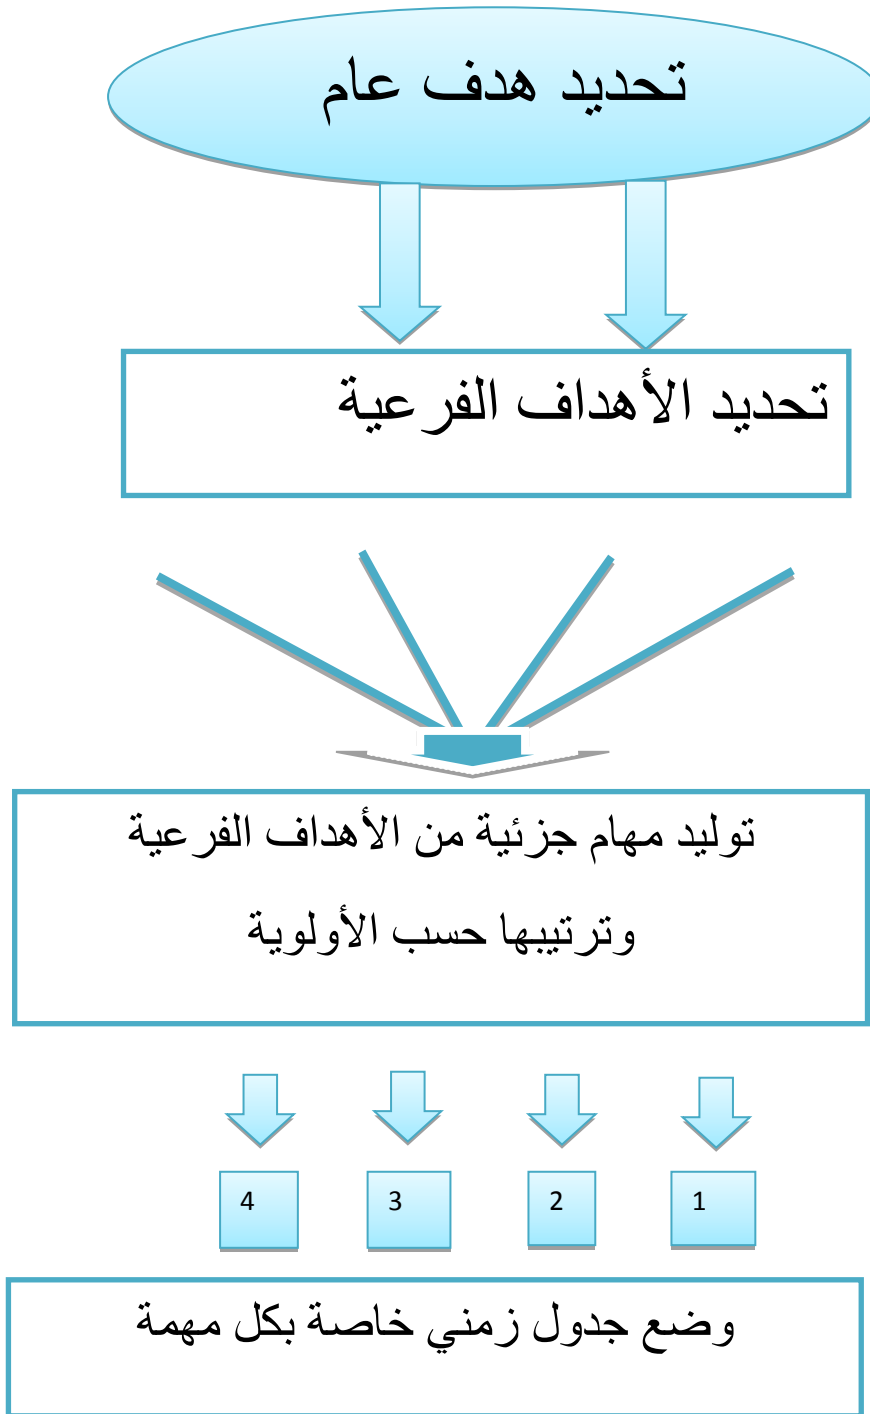 تحديد هدف عام
تحديد الأهداف الفرعية
توليد مهام جزئية من الأهداف الفرعية
وترتيبها حسب الأولوية
1
2
3
4
وضع جدول زمني خاصة بكل مهمة